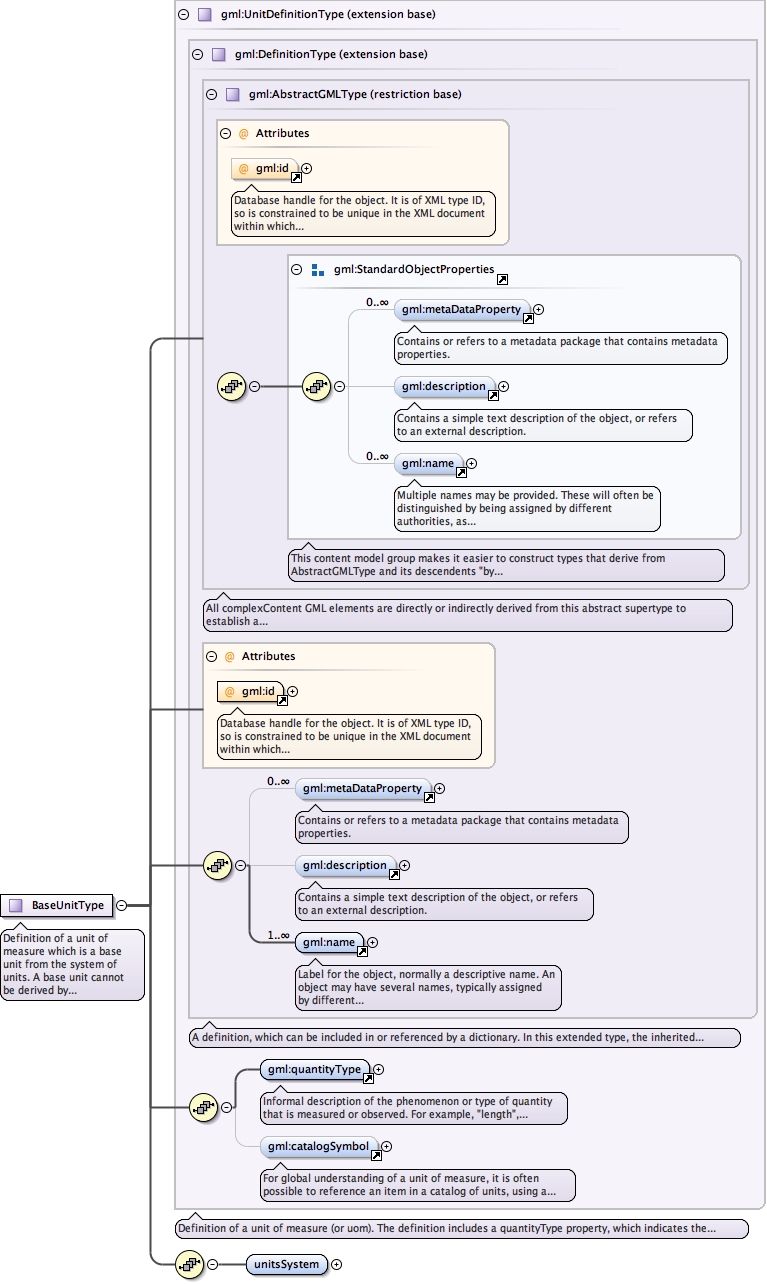 gml:UnitDefinitionType (extension base)
gml:DefinitionType (extension base)
gml:AbstractGMLType (restriction base)
@ Attributes
@ gml:id
Database handle for the object. It is of XML type ID,
so is constrained to be unique in the XML document
within which...
gml:StandardObjectProperties
0..∞ gml:metaDataProperty
Contains or refers to a metadata package that contains metadata
properties.
gml:description
Contains a simple text description of the object, or refers
to an external description.
0..∞ gml:name
Multiple names may be provided. These will often be
distinguished by being assigned by different
authorities, as...
This content model group makes it easier to construct types that derive from
AbstractGMLType and its descendents "by...
All complexContent GML elements are directly or indirectly derived from this abstract supertype to
establish a...
@ Attributes
@ gml:id
Database handle for the object. It is of XML type ID,
so is constrained to be unique in the XML document
within which...
0..∞ gml:metaDataProperty
Contains or refers to a metadata package that contains metadata
properties.
gml:description
Contains a simple text description of the object, or refers
to an external description.
BaseUnitType
Definition of a unit of
measure which is a base
unit from the system of
units. A base unit cannot
be derived by...
1..∞ gml:name
Label for the object, normally a descriptive name. An
object may have several names, typically assigned
by different...
A definition, which can be included in or referenced by a dictionary. In this extended type, the inherited...
gml:quantityType
Informal description of the phenomenon or type of quantity
that is measured or observed. For example, "length",...
gml:catalogSymbol
For global understanding of a unit of measure, it is often
possible to reference an item in a catalog of units, using a...
Definition of a unit of measure (or uom). The definition includes a quantityType property, which indicates the...
unitsSystem